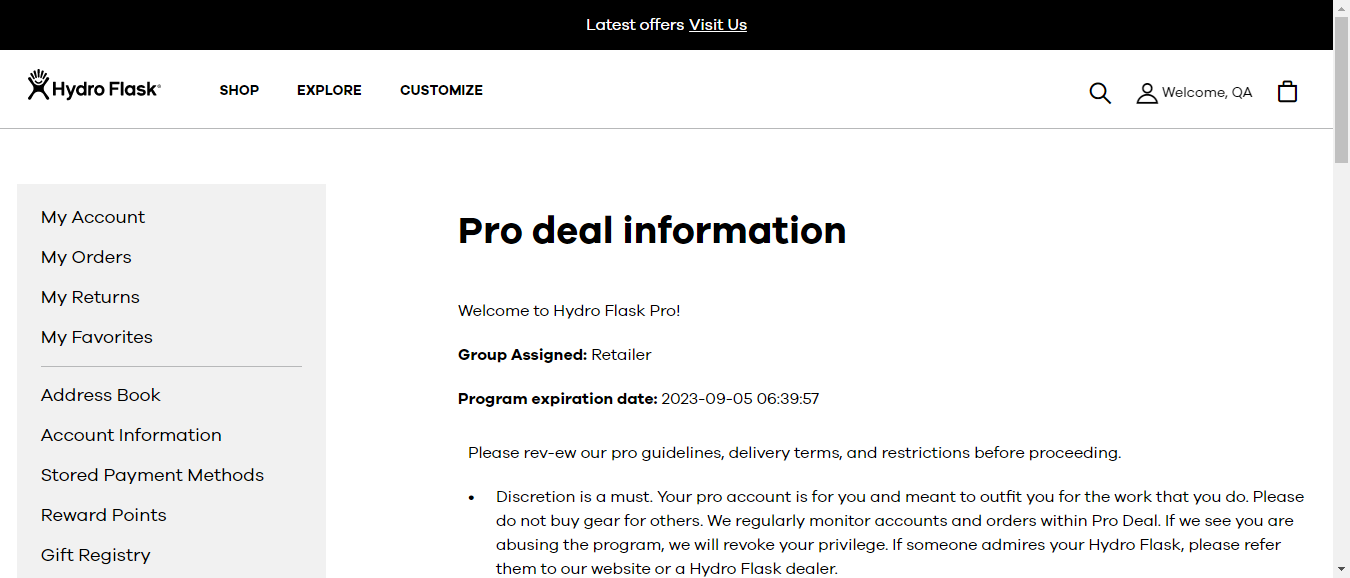 Latest offers Visit Us
Hydro Flask®
SHOP
EXPLORE
CUSTOMIZE
Welcome, QA
My Account
My Orders
My Returns
My Favorites
Address Book
Account Information
Stored Payment Methods
Reward Points
Gift Registry
Pro deal information
Welcome to Hydro Flask Pro!
Group Assigned: Retailer
Program expiration date: 2023-09-05 06:39:57
Please rev-ew our pro guidelines, delivery terms, and restrictions before proceeding.
• Discretion is a must. Your pro account is for you and meant to outfit you for the work that you do. Please
do not buy gear for others. We regularly monitor accounts and orders within Pro Deal. If we see you are
abusing the program, we will revoke your privilege. If someone admires your Hydro Flask, please refer
them to our website or a Hydro Flask dealer.